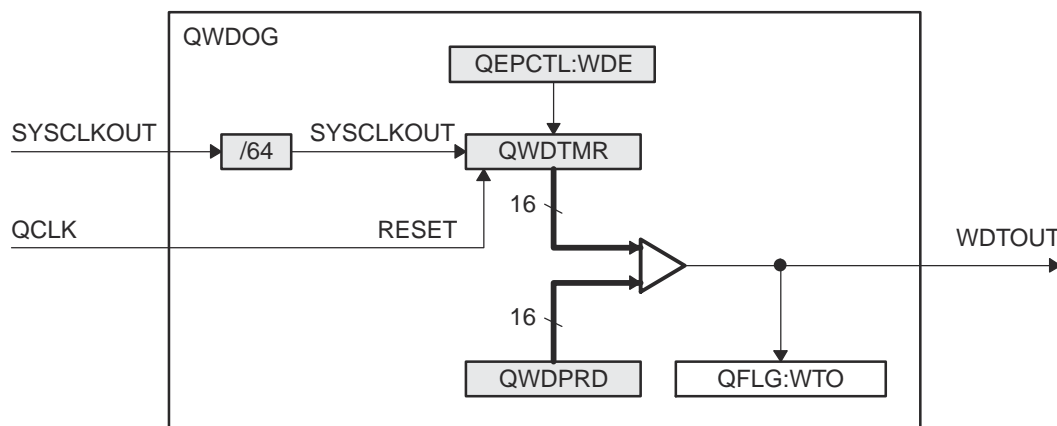 QWDOG
QEPCTL:WDE
SYSCLKOUT
/64
SYSCLKOUT
QWDTMR
16
QCLK
RESET
WDTOUT
16
QWDPRD
QFLG:WTO